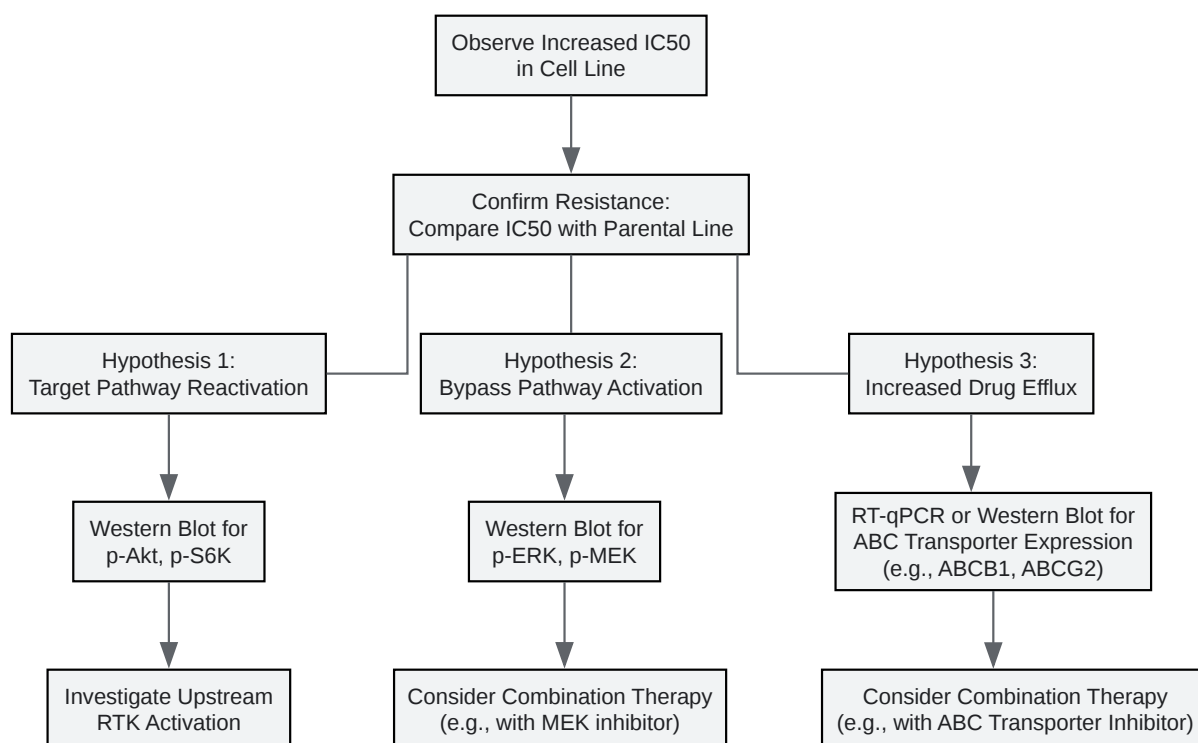 Observe Increased IC50
in Cell Line
Confirm Resistance:
Compare IC50 with Parental Line
Hypothesis 1:
Target Pathway Reactivation
Hypothesis 2:
Bypass Pathway Activation
Hypothesis 3:
Increased Drug Efflux
Western Blot for
p-Akt, p-S6K
Western Blot for
p-ERK, p-MEK
RT-qPCR or Western Blot for
ABC Transporter Expression
(e.g., ABCB1, ABCG2)
Investigate Upstream
RTK Activation
Consider Combination Therapy
(e.g., with MEK inhibitor)
Consider Combination Therapy
(e.g., with ABC Transporter Inhibitor)